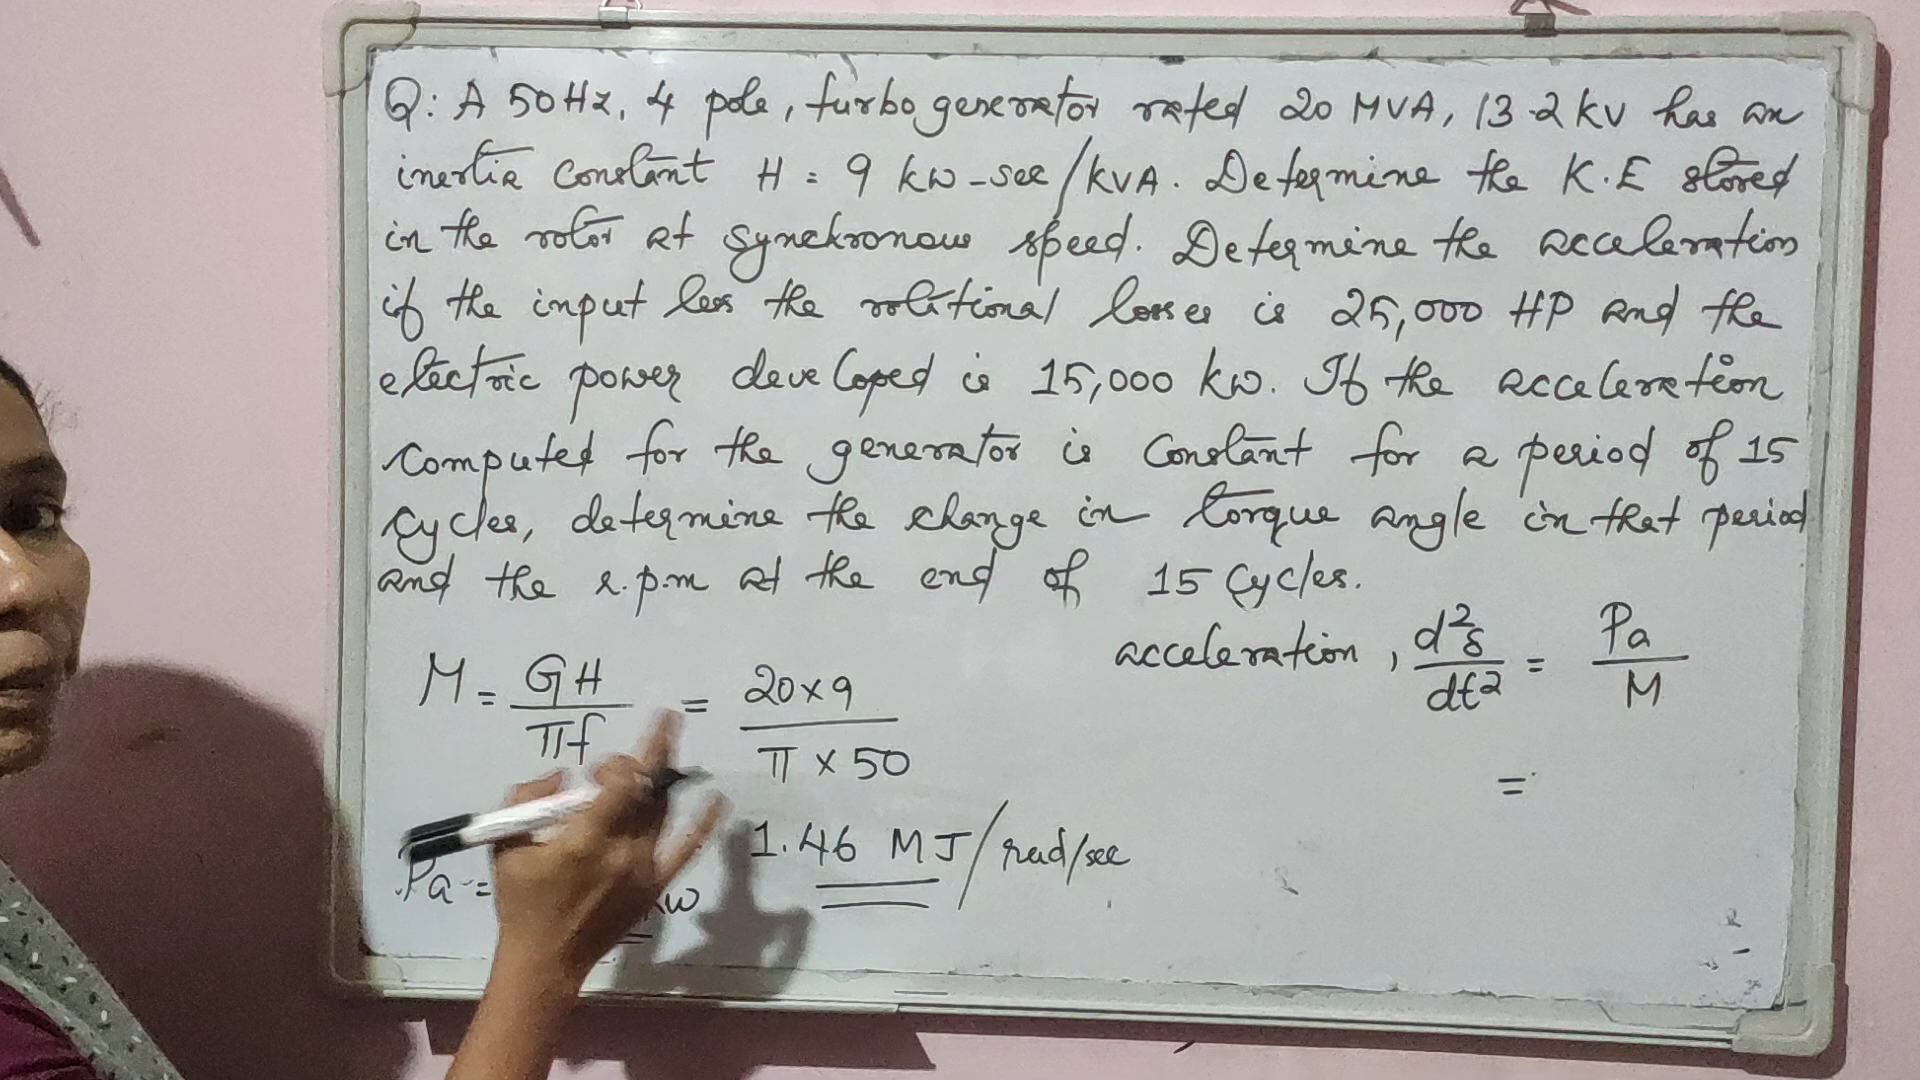 Q: A 50Hz, 4 pole, turbogenerator rated 20 MVA, 13.2 kV has an
inertia constant H = 9 kw-sec/kVA. Determine the K.E stored
in the rotor at synchronous speed. Determine the acceleration
if the input less the rotational losses is 25,000 HP and the
electric power developed is 15,000 kw. If the acceleration
computed for the generator is constant for a period of 15
cycles, determine the change in torque angle in that period
and the r.p.m at the end of 15 cycles.
acceleration, d²δ/dt² = Pa/M
=
M = GH/πf = 20×9/π×50
1.46 MJ/rad/sec
Pa = kw